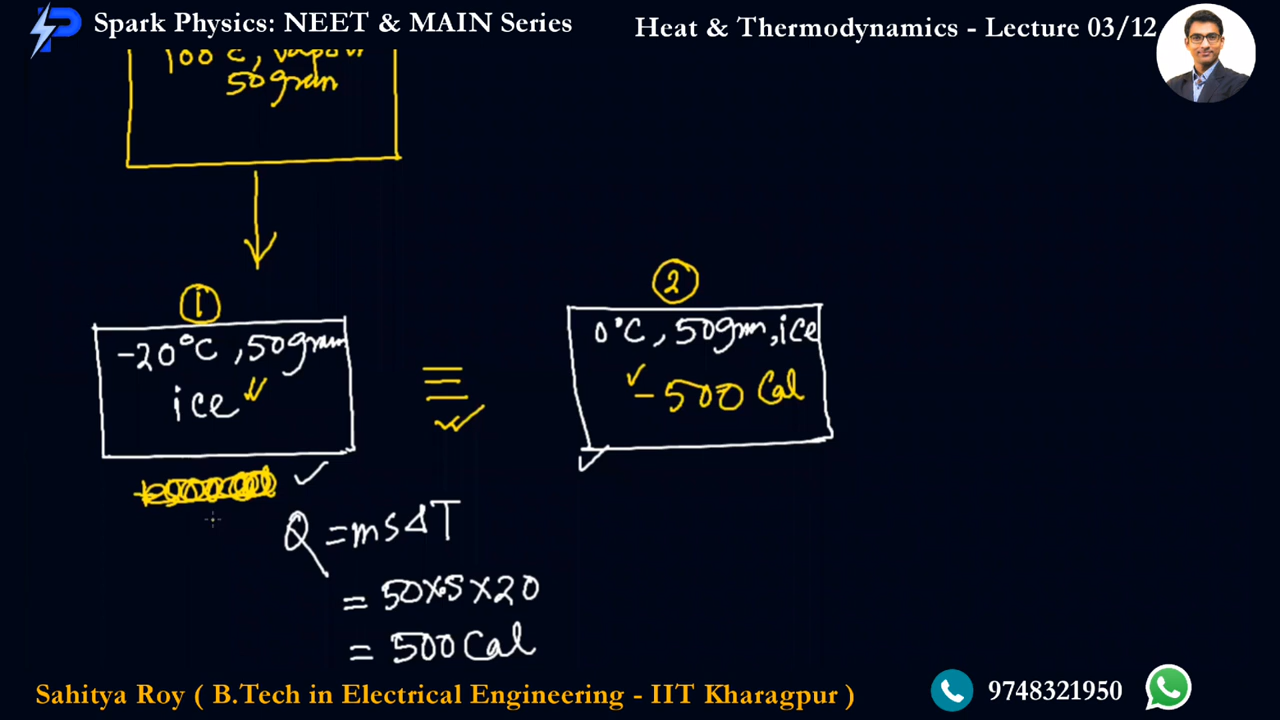 Spark Physics: NEET & MAIN Series
Heat & Thermodynamics - Lecture 03/12
100°C, vapour
50gram
①
-20°C, 50gram
ice
≡
②
0°C, 50gm, ice
-500 Cal
Q = msΔT
= 50×.5×20
= 500 Cal
Sahitya Roy ( B.Tech in Electrical Engineering - IIT Kharagpur )
9748321950